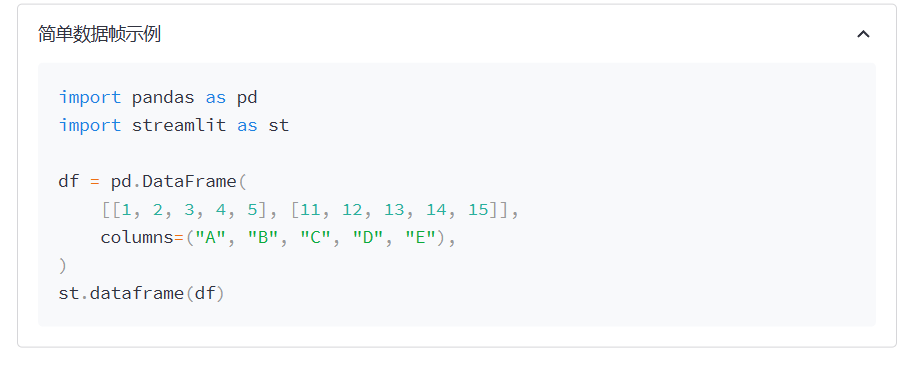 简单数据帧示例
import pandas as pd
import streamlit as st
df = pd.DataFrame(
    [[1, 2, 3, 4, 5], [11, 12, 13, 14, 15]],
    columns=("A", "B", "C", "D", "E"),
)
st.dataframe(df)